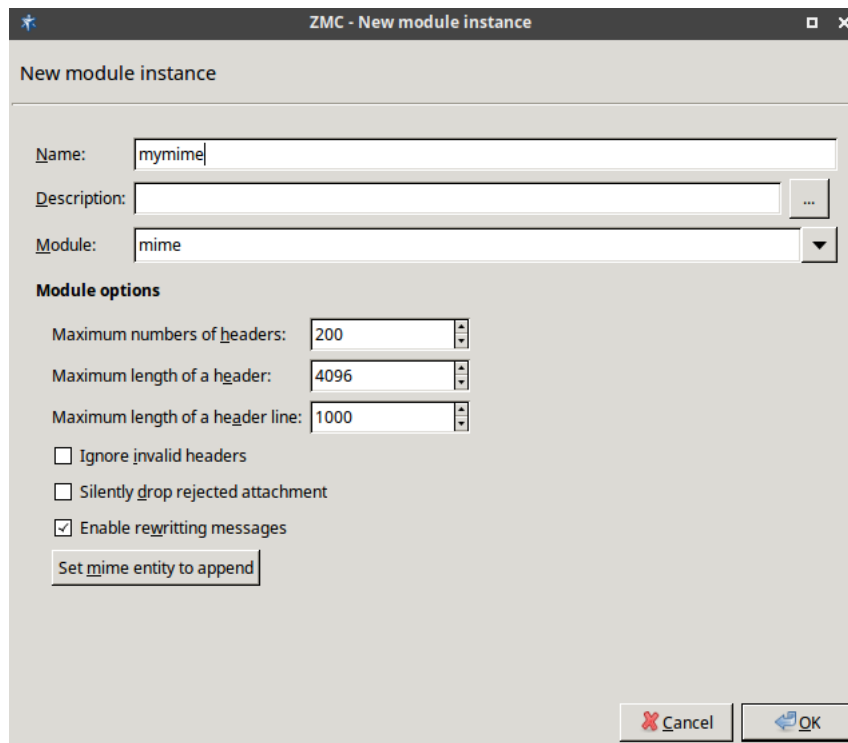 ZMC - New module instance
New module instance
Name: mymime
Description: ...
Module: mime
Module options
Maximum numbers of headers: 200
Maximum length of a header: 4096
Maximum length of a header line: 1000
Ignore invalid headers
Silently drop rejected attachment
Enable rewritting messages
Set mime entity to append
Cancel OK